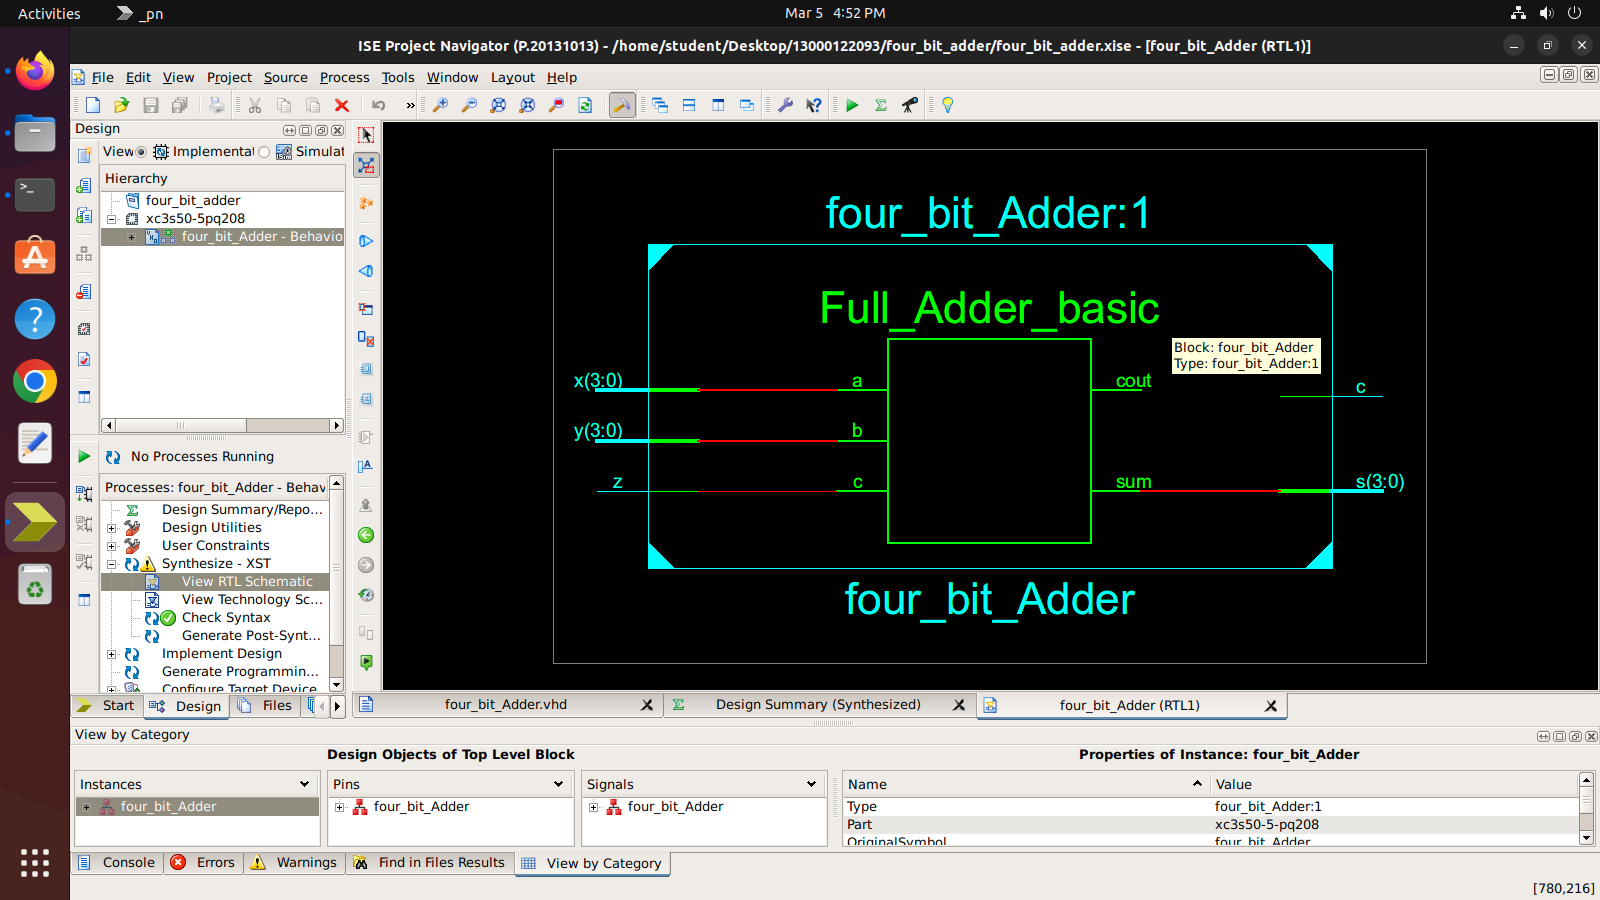 Activities
_pn
Mar 5 4:52 PM
ISE Project Navigator (P.20131013) - /home/student/Desktop/13000122093/four_bit_adder/four_bit_adder.xise - [four_bit_Adder (RTL1)]
File Edit View Project Source Process Tools Window Layout Help
»
Design
View Implementat Simulat
Hierarchy
four_bit_adder
xc3s50-5pq208
four_bit_Adder - Behavio
No Processes Running
Processes: four_bit_Adder - Behav
Design Summary/Repo...
Design Utilities
User Constraints
Synthesize - XST
View RTL Schematic
View Technology Sc...
Check Syntax
Generate Post-Synt...
Implement Design
Generate Programmin...
Configure Target Device
Start Design Files
four_bit_Adder:1
Full_Adder_basic
Block: four_bit_Adder
Type: four_bit_Adder:1
x(3:0) a cout c
y(3:0) b
z c sum s(3:0)
four_bit_Adder
four_bit_Adder.vhd Design Summary (Synthesized) four_bit_Adder (RTL1)
View by Category
Design Objects of Top Level Block
Properties of Instance: four_bit_Adder
Instances Pins Signals Name Value
four_bit_Adder four_bit_Adder four_bit_Adder Type four_bit_Adder:1
Part xc3s50-5-pq208
OriginalSymbol four_bit_Adder
Console Errors Warnings Find in Files Results View by Category
[780,216]